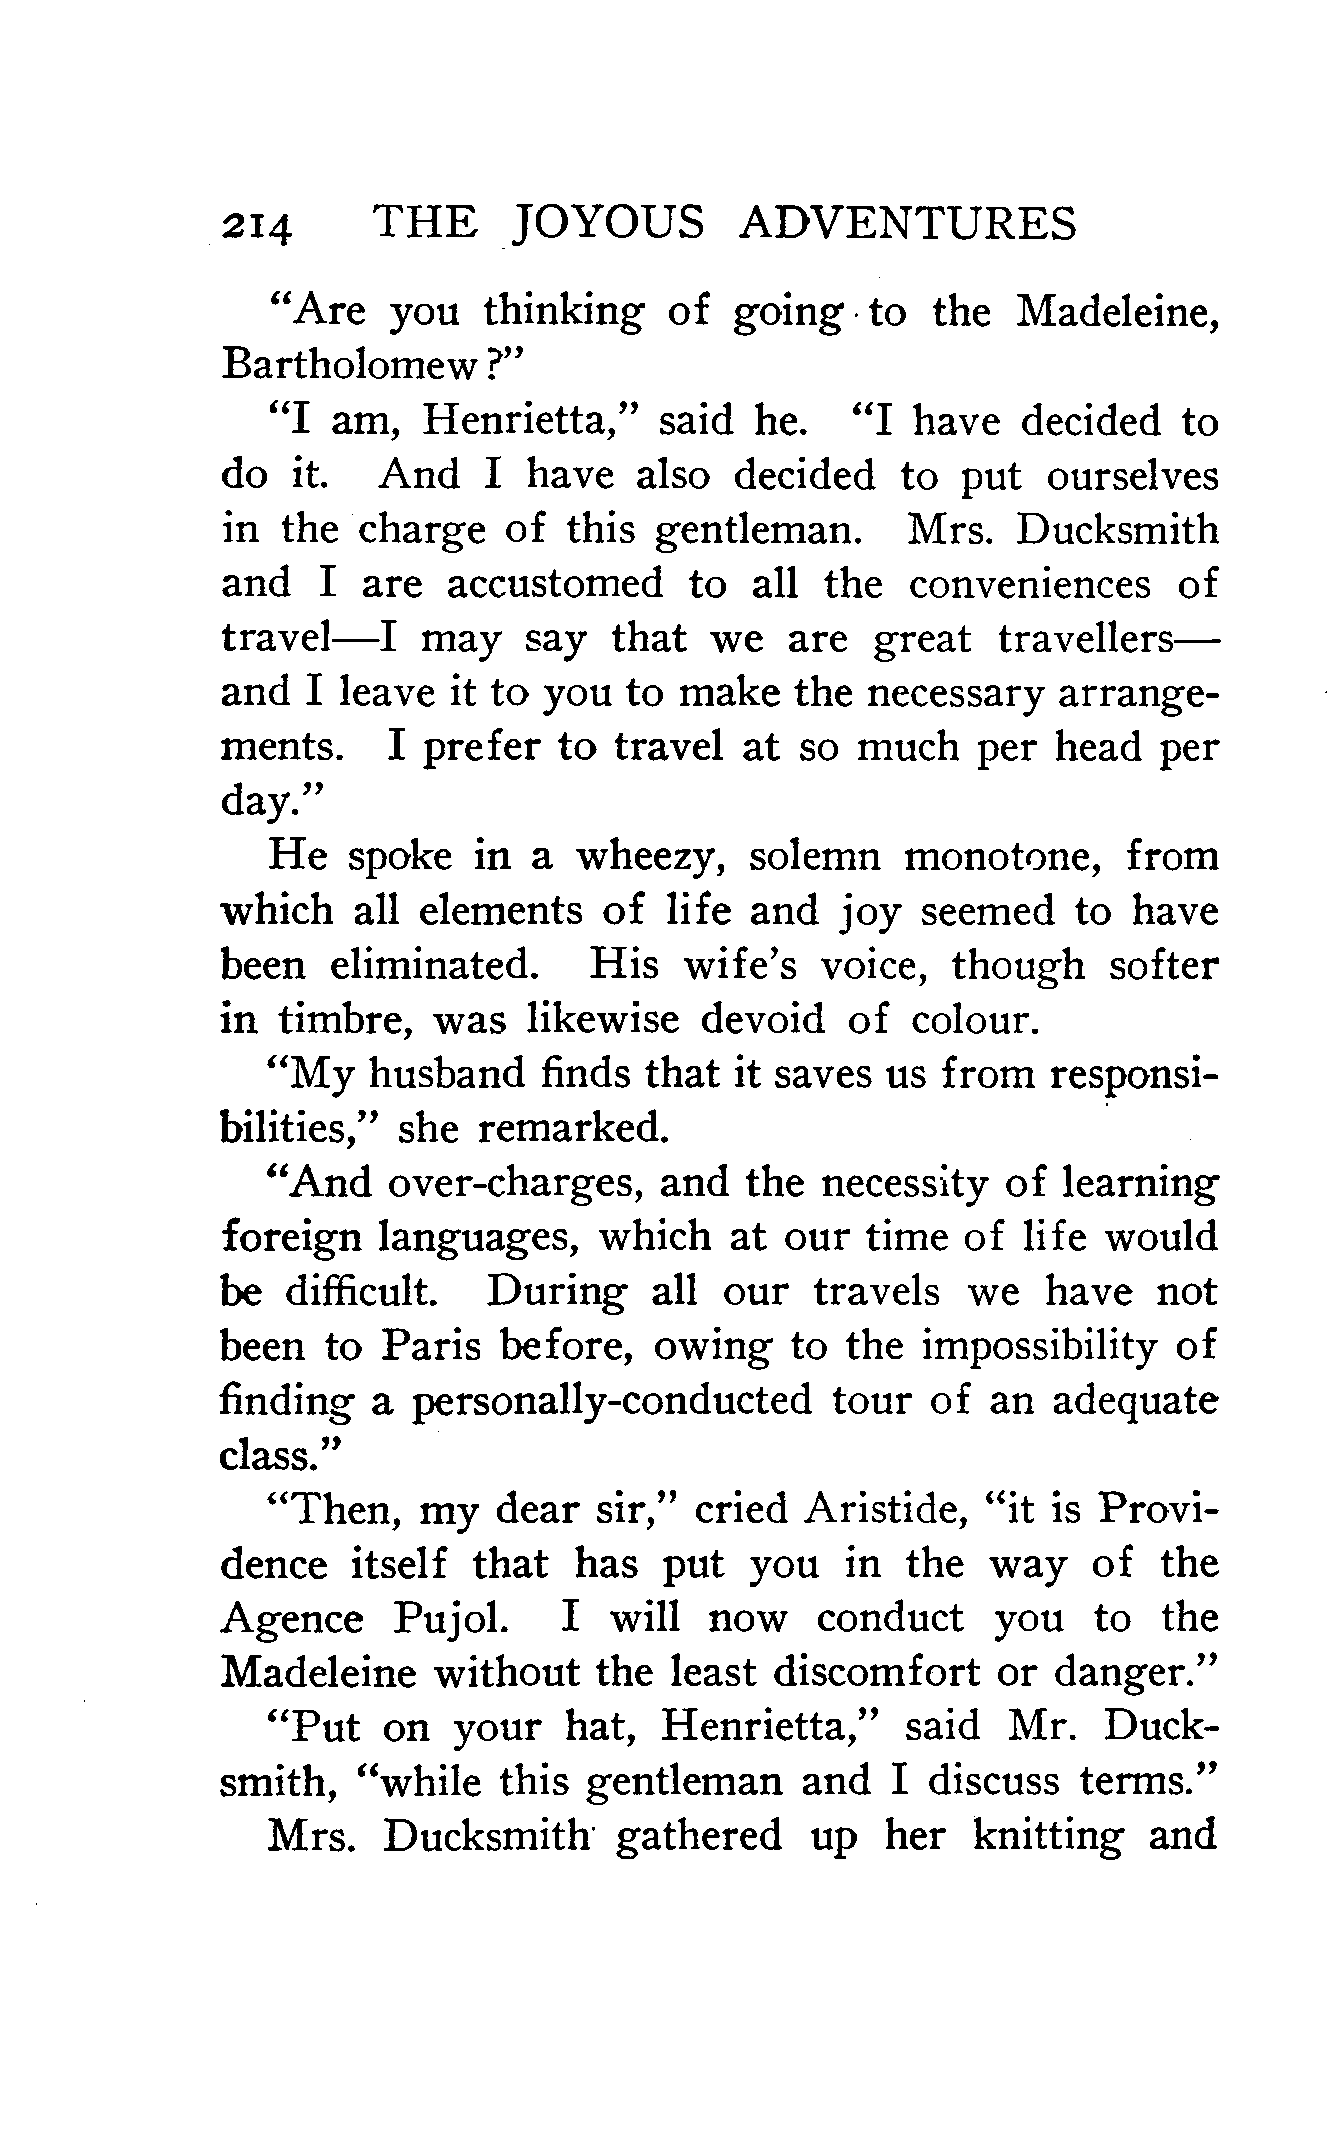 214 THE JOYOUS ADVENTURES
“Are you thinking of going to the Madeleine,
Bartholomew?”
“I am, Henrietta,” said he. “I have decided to
do it. And I have also decided to put ourselves
in the charge of this gentleman. Mrs. Ducksmith
and I are accustomed to all the conveniences of
travel—I may say that we are great travellers—
and I leave it to you to make the necessary arrange-
ments. I prefer to travel at so much per head per
day.”
He spoke in a wheezy, solemn monotone, from
which all elements of life and joy seemed to have
been eliminated. His wife’s voice, though softer
in timbre, was likewise devoid of colour.
“My husband finds that it saves us from responsi-
bilities,” she remarked.
“And over-charges, and the necessity of learning
foreign languages, which at our time of life would
be difficult. During all our travels we have not
been to Paris before, owing to the impossibility of
finding a personally-conducted tour of an adequate
class.”
“Then, my dear sir,” cried Aristide, “it is Provi-
dence itself that has put you in the way of the
Agence Pujol. I will now conduct you to the
Madeleine without the least discomfort or danger.”
“Put on your hat, Henrietta,” said Mr. Duck-
smith, “while this gentleman and I discuss terms.”
Mrs. Ducksmith gathered up her knitting and